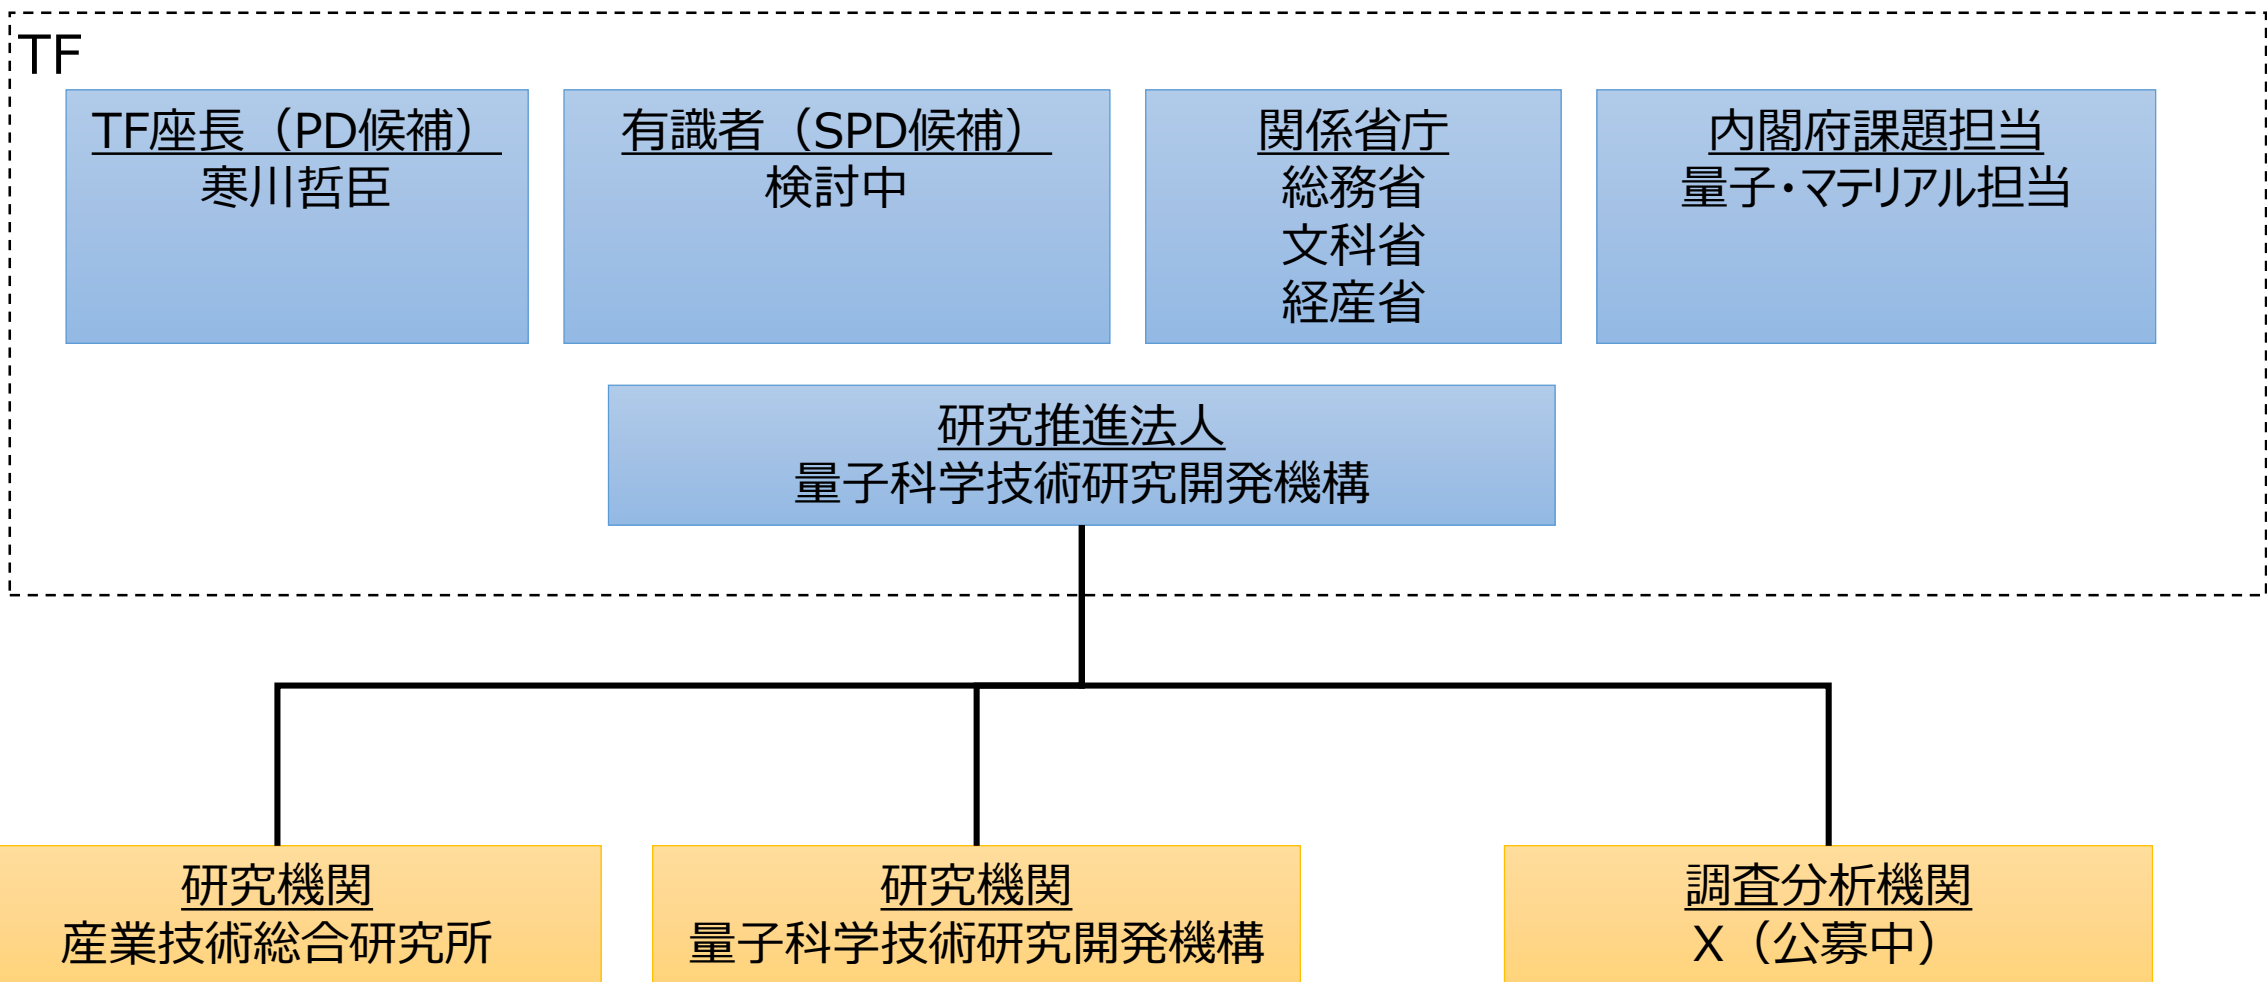 TF
TF座長（PD候補）
寒川哲臣
有識者（SPD候補）
検討中
関係省庁
総務省
文科省
経産省
内閣府課題担当
量子・マテリアル担当
研究推進法人
量子科学技術研究開発機構
研究機関
産業技術総合研究所
研究機関
量子科学技術研究開発機構
調査分析機関
X（公募中）